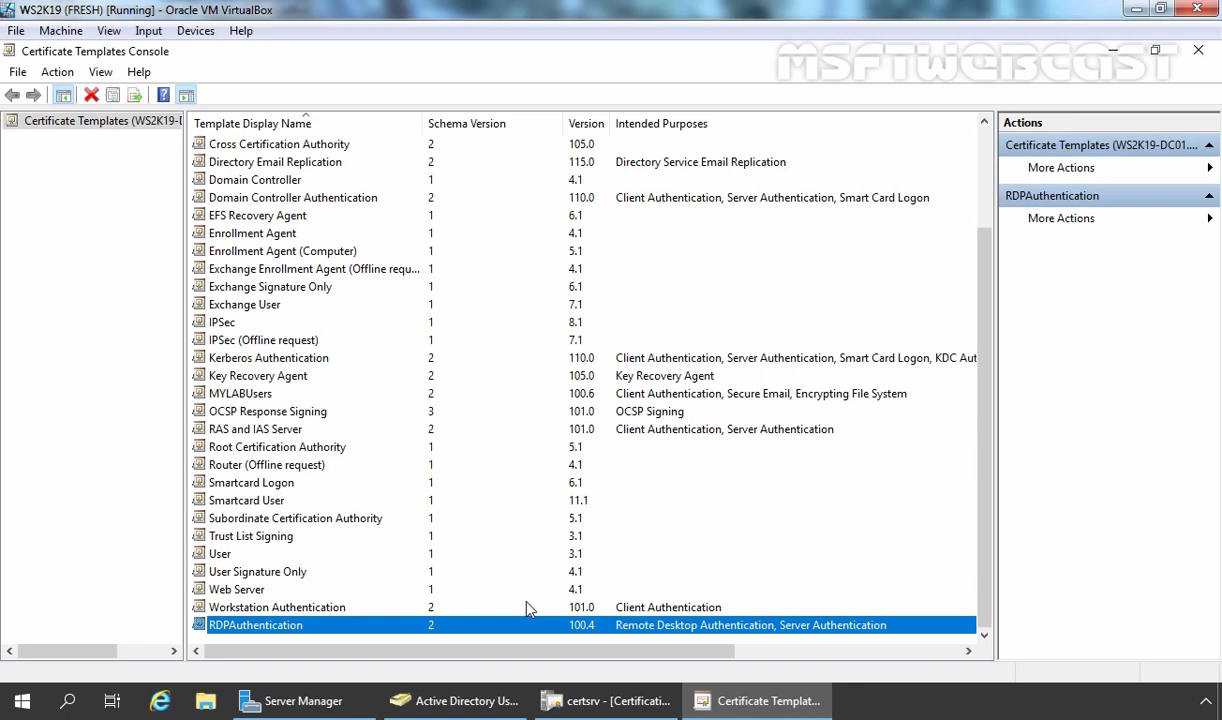 WS2K19 (FRESH) [Running] - Oracle VM VirtualBox
File Machine View Input Devices Help
Certificate Templates Console
MSFTWEBCAST
File Action View Help
Certificate Templates (WS2K19-D
Template Display Name Schema Version Version Intended Purposes
Cross Certification Authority 2 105.0
Directory Email Replication 2 115.0 Directory Service Email Replication
Domain Controller 1 4.1
Domain Controller Authentication 2 110.0 Client Authentication, Server Authentication, Smart Card Logon
EFS Recovery Agent 1 6.1
Enrollment Agent 1 4.1
Enrollment Agent (Computer) 1 5.1
Exchange Enrollment Agent (Offline requ... 1 4.1
Exchange Signature Only 1 6.1
Exchange User 1 7.1
IPSec 1 8.1
IPSec (Offline request) 1 7.1
Kerberos Authentication 2 110.0 Client Authentication, Server Authentication, Smart Card Logon, KDC Aut
Key Recovery Agent 2 105.0 Key Recovery Agent
MYLABUsers 2 100.6 Client Authentication, Secure Email, Encrypting File System
OCSP Response Signing 3 101.0 OCSP Signing
RAS and IAS Server 2 101.0 Client Authentication, Server Authentication
Root Certification Authority 1 5.1
Router (Offline request) 1 4.1
Smartcard Logon 1 6.1
Smartcard User 1 11.1
Subordinate Certification Authority 1 5.1
Trust List Signing 1 3.1
User 1 3.1
User Signature Only 1 4.1
Web Server 1 4.1
Workstation Authentication 2 101.0 Client Authentication
RDPAuthentication 2 100.4 Remote Desktop Authentication, Server Authentication
Actions
Certificate Templates (WS2K19-DC01....
More Actions
RDPAuthentication
More Actions
Server Manager
Active Directory Us...
certsrv - [Certificati...
Certificate Templat...